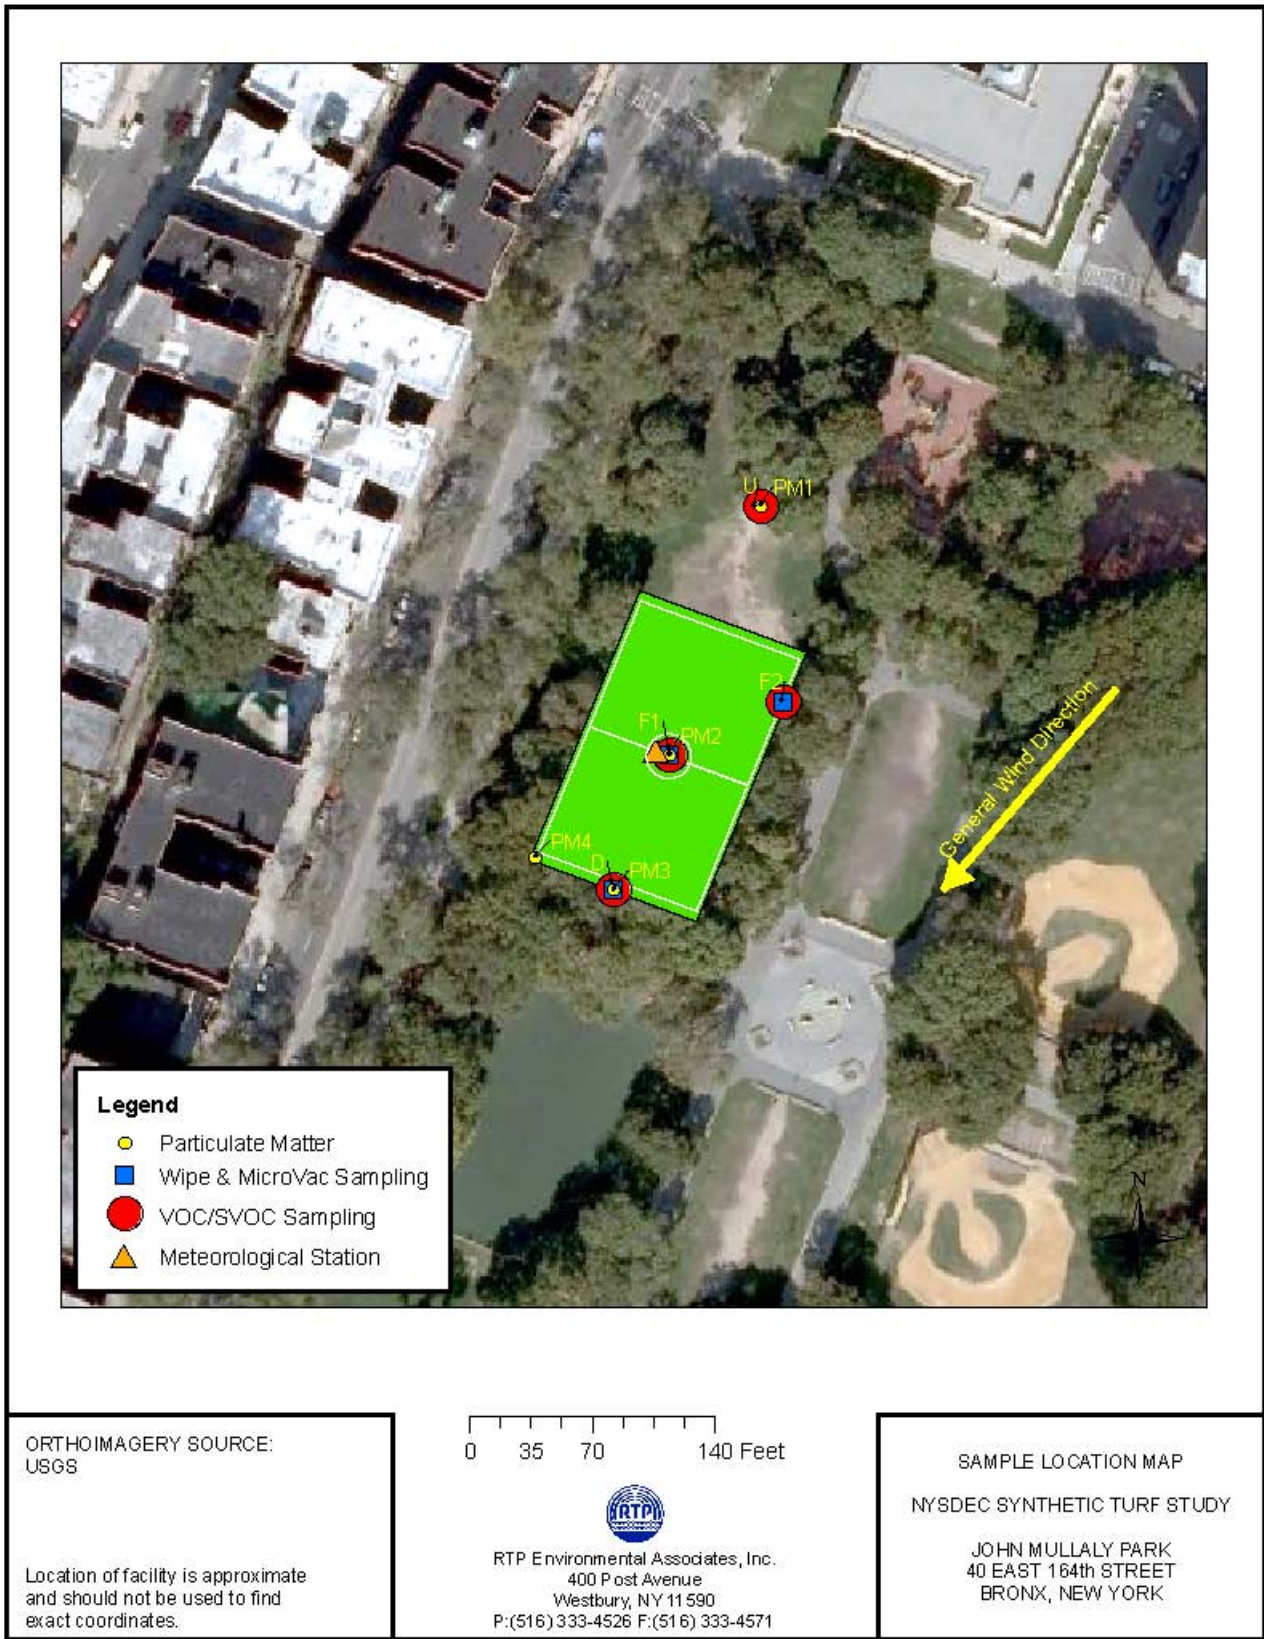 U PM1
F2
F1
PM2
General Wind Direction
PM4
D
PM3
N
Legend
Particulate Matter
Wipe & MicroVac Sampling
VOC/SVOC Sampling
Meteorological Station
ORTHOIMAGERY SOURCE:
USGS
Location of facility is approximate
and should not be used to find
exact coordinates.
0 35 70 140 Feet
RTP
RTP Environmental Associates, Inc.
400 Post Avenue
Westbury, NY 11590
P:(516) 333-4526 F:(516) 333-4571
SAMPLE LOCATION MAP
NYSDEC SYNTHETIC TURF STUDY
JOHN MULLALY PARK
40 EAST 164th STREET
BRONX, NEW YORK